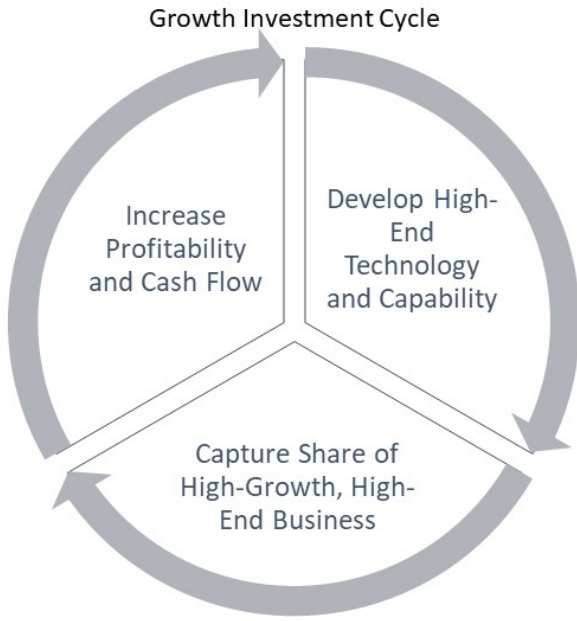 Growth Investment Cycle
Increase
Profitability
and Cash Flow
Develop High-
End
Technology
and Capability
Capture Share of
High-Growth, High-
End Business